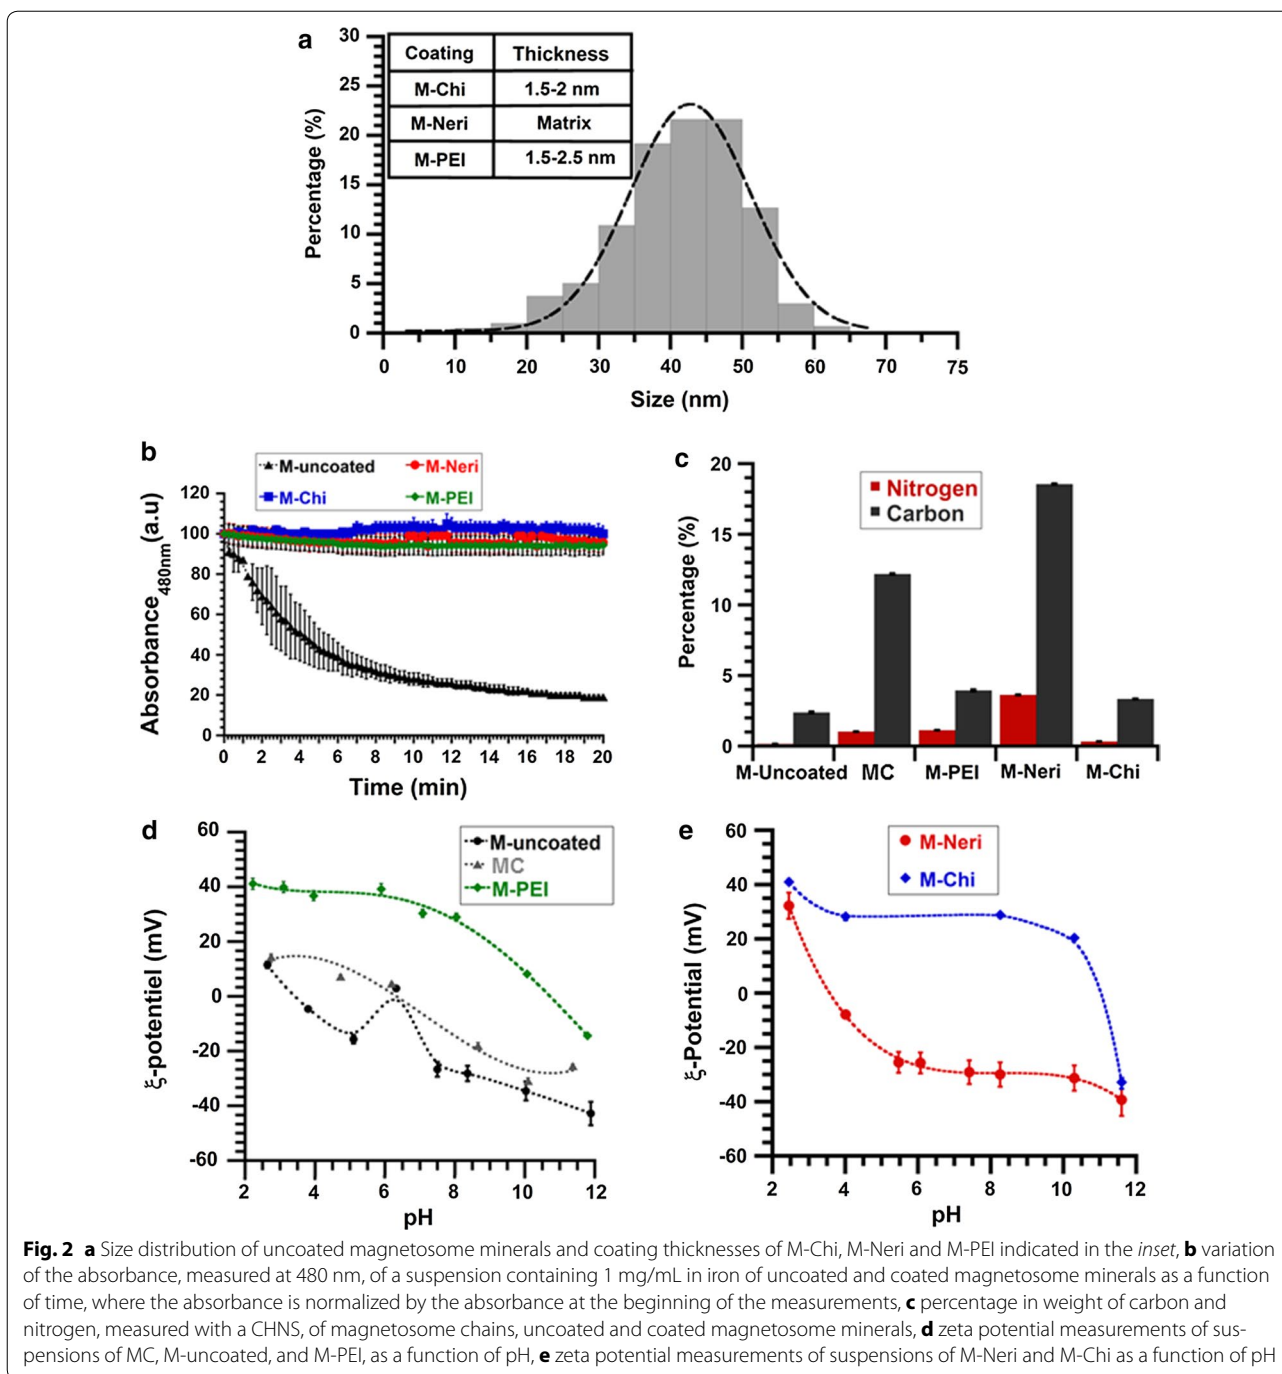 a
30
25
20
15
10
5
0
Percentage (%)
Coating Thickness
M-Chi 1.5-2 nm
M-Neri Matrix
M-PEI 1.5-2.5 nm
0 10 20 30 40 50 60 70 75
Size (nm)
b
M-uncoated M-Neri
M-Chi M-PEI
120
100
80
60
40
20
0
Absorbance480nm(a.u)
0 2 4 6 8 10 12 14 16 18 20
Time (min)
c
20
15
10
5
0
Percentage (%)
Nitrogen
Carbon
M-Uncoated MC M-PEI M-Neri M-Chi
d
60
40
20
0
-20
-40
-60
ξ-potentiel (mV)
M-uncoated
MC
M-PEI
2 4 6 8 10 12
pH
e
60
40
20
0
-20
-40
-60
ξ-Potential (mV)
M-Neri
M-Chi
2 4 6 8 10 12
pH
Fig. 2 a Size distribution of uncoated magnetosome minerals and coating thicknesses of M-Chi, M-Neri and M-PEI indicated in the inset, b variation
of the absorbance, measured at 480 nm, of a suspension containing 1 mg/mL in iron of uncoated and coated magnetosome minerals as a function
of time, where the absorbance is normalized by the absorbance at the beginning of the measurements, c percentage in weight of carbon and
nitrogen, measured with a CHNS, of magnetosome chains, uncoated and coated magnetosome minerals, d zeta potential measurements of sus-
pensions of MC, M-uncoated, and M-PEI, as a function of pH, e zeta potential measurements of suspensions of M-Neri and M-Chi as a function of pH